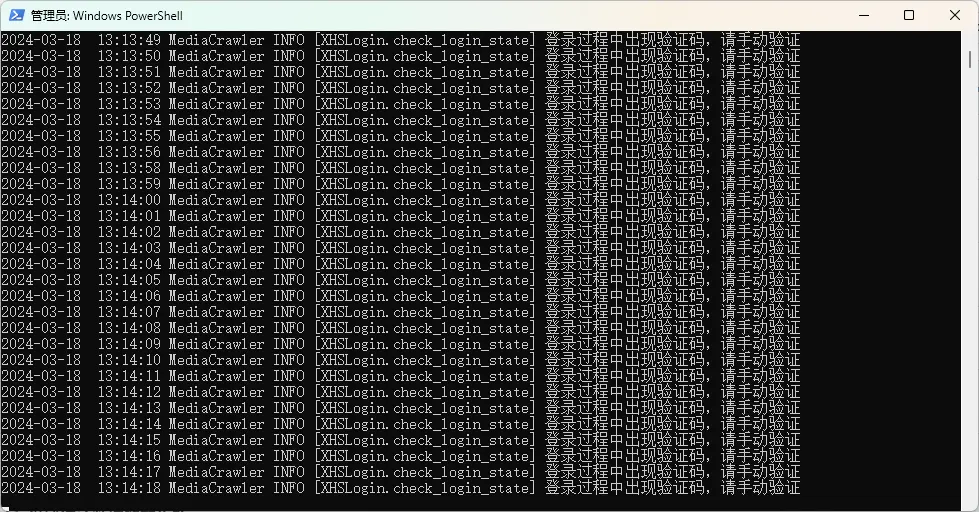 管理员: Windows PowerShell
2024-03-18 13:13:49 MediaCrawler INFO [XHSLogin.check_login_state] 登录过程中出现验证码，请手动验证
2024-03-18 13:13:50 MediaCrawler INFO [XHSLogin.check_login_state] 登录过程中出现验证码，请手动验证
2024-03-18 13:13:51 MediaCrawler INFO [XHSLogin.check_login_state] 登录过程中出现验证码，请手动验证
2024-03-18 13:13:52 MediaCrawler INFO [XHSLogin.check_login_state] 登录过程中出现验证码，请手动验证
2024-03-18 13:13:53 MediaCrawler INFO [XHSLogin.check_login_state] 登录过程中出现验证码，请手动验证
2024-03-18 13:13:54 MediaCrawler INFO [XHSLogin.check_login_state] 登录过程中出现验证码，请手动验证
2024-03-18 13:13:55 MediaCrawler INFO [XHSLogin.check_login_state] 登录过程中出现验证码，请手动验证
2024-03-18 13:13:56 MediaCrawler INFO [XHSLogin.check_login_state] 登录过程中出现验证码，请手动验证
2024-03-18 13:13:58 MediaCrawler INFO [XHSLogin.check_login_state] 登录过程中出现验证码，请手动验证
2024-03-18 13:13:59 MediaCrawler INFO [XHSLogin.check_login_state] 登录过程中出现验证码，请手动验证
2024-03-18 13:14:00 MediaCrawler INFO [XHSLogin.check_login_state] 登录过程中出现验证码，请手动验证
2024-03-18 13:14:01 MediaCrawler INFO [XHSLogin.check_login_state] 登录过程中出现验证码，请手动验证
2024-03-18 13:14:02 MediaCrawler INFO [XHSLogin.check_login_state] 登录过程中出现验证码，请手动验证
2024-03-18 13:14:03 MediaCrawler INFO [XHSLogin.check_login_state] 登录过程中出现验证码，请手动验证
2024-03-18 13:14:04 MediaCrawler INFO [XHSLogin.check_login_state] 登录过程中出现验证码，请手动验证
2024-03-18 13:14:05 MediaCrawler INFO [XHSLogin.check_login_state] 登录过程中出现验证码，请手动验证
2024-03-18 13:14:06 MediaCrawler INFO [XHSLogin.check_login_state] 登录过程中出现验证码，请手动验证
2024-03-18 13:14:07 MediaCrawler INFO [XHSLogin.check_login_state] 登录过程中出现验证码，请手动验证
2024-03-18 13:14:08 MediaCrawler INFO [XHSLogin.check_login_state] 登录过程中出现验证码，请手动验证
2024-03-18 13:14:09 MediaCrawler INFO [XHSLogin.check_login_state] 登录过程中出现验证码，请手动验证
2024-03-18 13:14:10 MediaCrawler INFO [XHSLogin.check_login_state] 登录过程中出现验证码，请手动验证
2024-03-18 13:14:11 MediaCrawler INFO [XHSLogin.check_login_state] 登录过程中出现验证码，请手动验证
2024-03-18 13:14:12 MediaCrawler INFO [XHSLogin.check_login_state] 登录过程中出现验证码，请手动验证
2024-03-18 13:14:13 MediaCrawler INFO [XHSLogin.check_login_state] 登录过程中出现验证码，请手动验证
2024-03-18 13:14:14 MediaCrawler INFO [XHSLogin.check_login_state] 登录过程中出现验证码，请手动验证
2024-03-18 13:14:15 MediaCrawler INFO [XHSLogin.check_login_state] 登录过程中出现验证码，请手动验证
2024-03-18 13:14:16 MediaCrawler INFO [XHSLogin.check_login_state] 登录过程中出现验证码，请手动验证
2024-03-18 13:14:17 MediaCrawler INFO [XHSLogin.check_login_state] 登录过程中出现验证码，请手动验证
2024-03-18 13:14:18 MediaCrawler INFO [XHSLogin.check_login_state] 登录过程中出现验证码，请手动验证